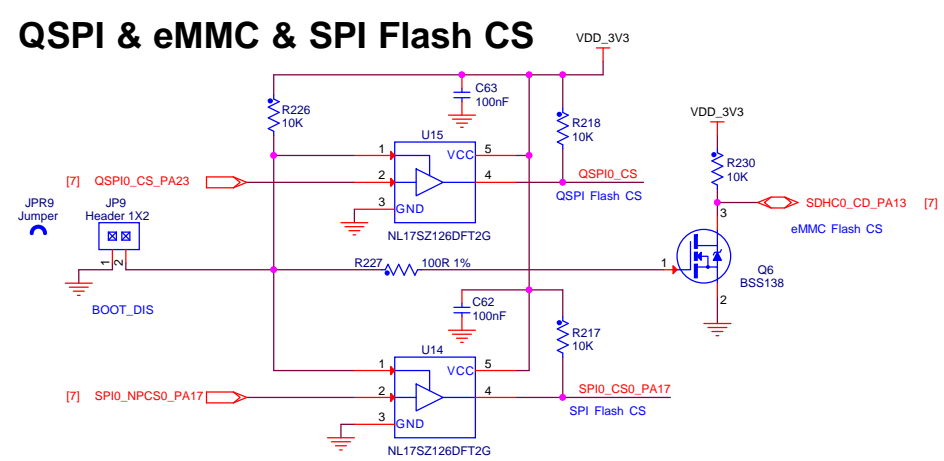 QSPI & eMMC & SPI Flash CS
VDD_3V3
C63
100nF
R226
10K
R218
10K
VDD_3V3
U15
1
VCC
5
R230
10K
[7] QSPI0_CS_PA23
2
4
QSPI0_CS
QSPI Flash CS
3
GND
NL17SZ126DFT2G
JPR9
Jumper
JP9
Header 1X2
3
SDHC0_CD_PA13 [7]
eMMC Flash CS
1
2
R227
100R 1%
1
Q6
BSS138
2
BOOT_DIS
C62
100nF
R217
10K
U14
1
VCC
5
[7] SPI0_NPCS0_PA17
2
4
SPI0_CS0_PA17
SPI Flash CS
3
GND
NL17SZ126DFT2G